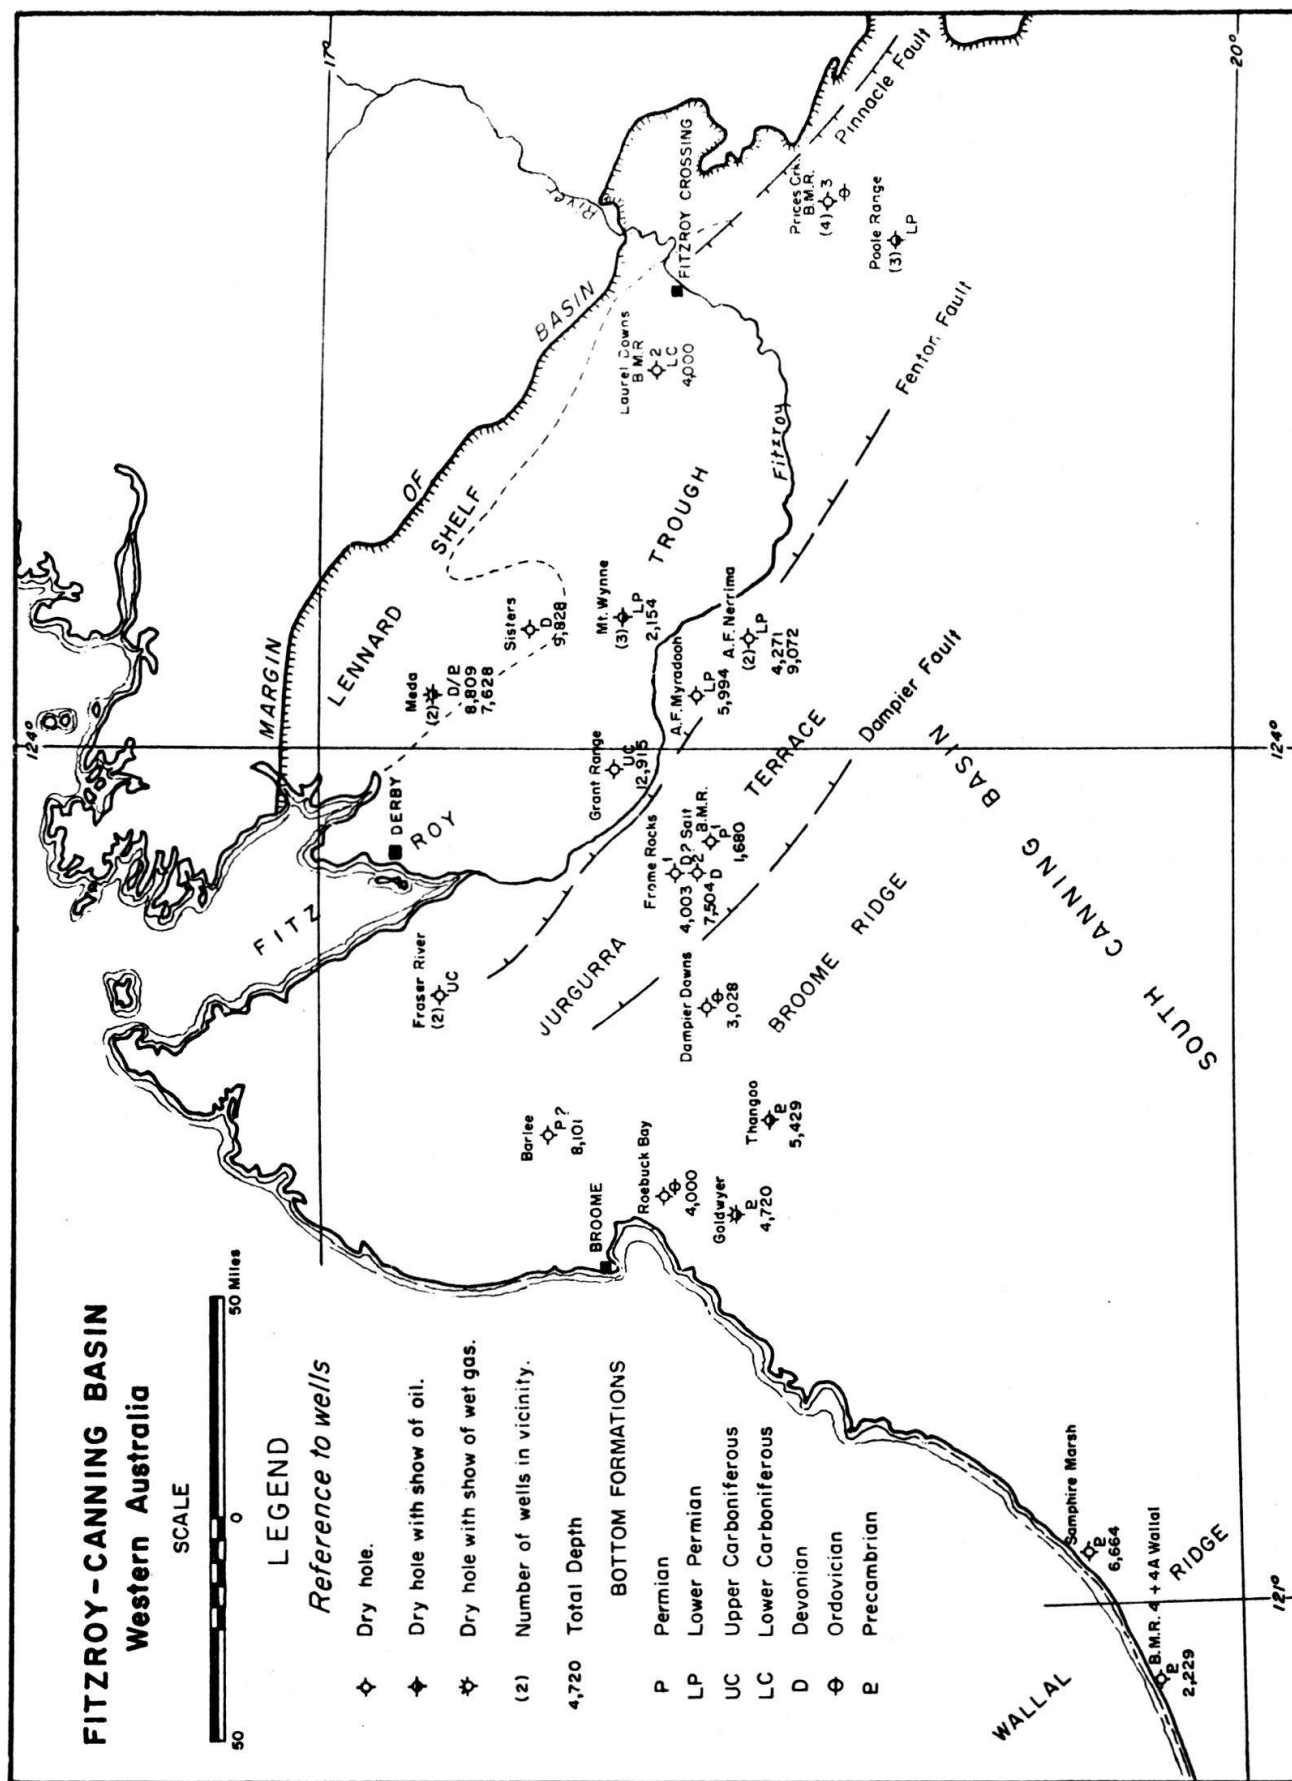 FITZROY-CANNING BASIN
Western Australia
SCALE
50 0 50 Miles
LEGEND
Reference to wells
Dry hole.
Dry hole with show of oil.
Dry hole with show of wet gas.
(2) Number of wells in vicinity.
4,720 Total Depth
BOTTOM FORMATIONS
P Permian
LP Lower Permian
UC Upper Carboniferous
LC Lower Carboniferous
D Devonian
Ɵ Ordovician
P Precambrian
124°
124°
17°
20°
121°
MARGIN OF BASIN
LENNARD SHELF
FITZ ROY TROUGH
DERBY
River
FITZROY CROSSING
Fitzroy
Pinnacle Fault
Fenton Fault
Dampier Fault
JURGURRA TERRACE
BROOME RIDGE
SOUTH CANNING BASIN
WALLAL RIDGE
BROOME
Prices Crk.
B.M.R.
(4) 3
Ɵ
Poole Range
(3)
LP
Laurel Downs
B.M.R
2
LC
4,000
Sisters
D
9,828
Meda
(2)
D/P
8,809
7,628
Mt. Wynne
(3)
LP
2,154
A.F. Nerrima
(2)
LP
4,271
9,072
A.F. Myradooh
LP
5,994
Grant Range
UC
12,915
Frome Rocks
1
4,003 D? Salt
2
7,504 D
B.M.R.
1
P
1,680
Fraser River
(2)
UC
Dampier Downs
Ɵ
3,028
Barlee
P?
8,101
Roebuck Bay
Ɵ
4,000
Thangoo
P
5,429
Goldwyer
P
4,720
Samphire Marsh
P
6,664
B.M.R. 4 + 4A Wallal
P
2,229